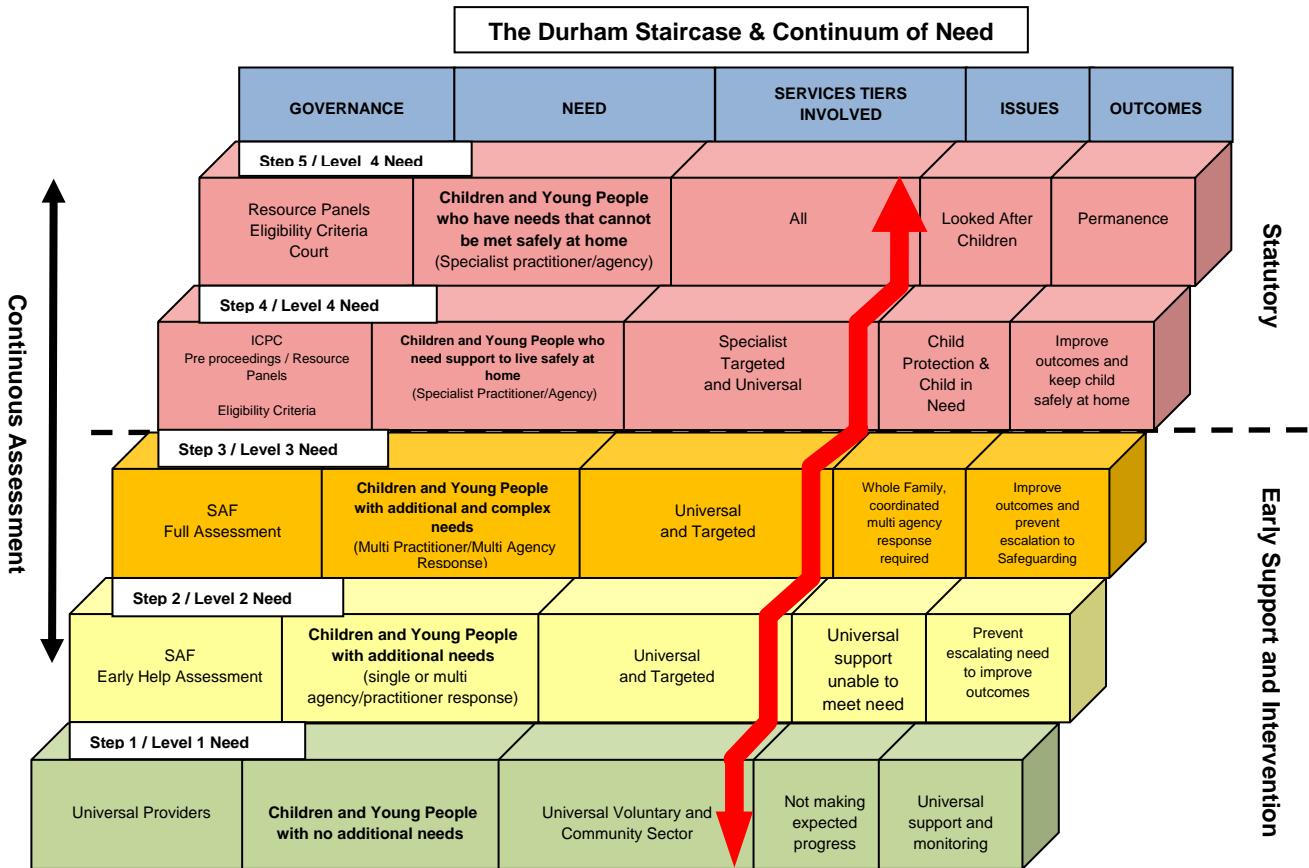 The Durham Staircase & Continuum of Need
GOVERNANCE
NEED
SERVICES TIERS
INVOLVED
ISSUES
OUTCOMES
Step 5 / Level 4 Need
Resource Panels
Eligibility Criteria
Court
Children and Young People
who have needs that cannot
be met safely at home
(Specialist practitioner/agency)
All
Looked After
Children
Permanence
Step 4 / Level 4 Need
ICPC
Pre proceedings / Resource
Panels
Eligibility Criteria
Children and Young People who
need support to live safely at
home
(Specialist Practitioner/Agency)
Specialist
Targeted
and Universal
Child
Protection &
Child in
Need
Improve
outcomes and
keep child
safely at home
Step 3 / Level 3 Need
SAF
Full Assessment
Children and Young People
with additional and complex
needs
(Multi Practitioner/Multi Agency
Response)
Universal
and Targeted
Whole Family,
coordinated
multi agency
response
required
Improve
outcomes and
prevent
escalation to
Safeguarding
Step 2 / Level 2 Need
SAF
Early Help Assessment
Children and Young People
with additional needs
(single or multi
agency/practitioner response)
Universal
and Targeted
Universal
support
unable to
meet need
Prevent
escalating need
to improve
outcomes
Step 1 / Level 1 Need
Universal Providers
Children and Young People
with no additional needs
Universal Voluntary and
Community Sector
Not making
expected
progress
Universal
support and
monitoring
Continuous Assessment
Statutory
Early Support and Intervention